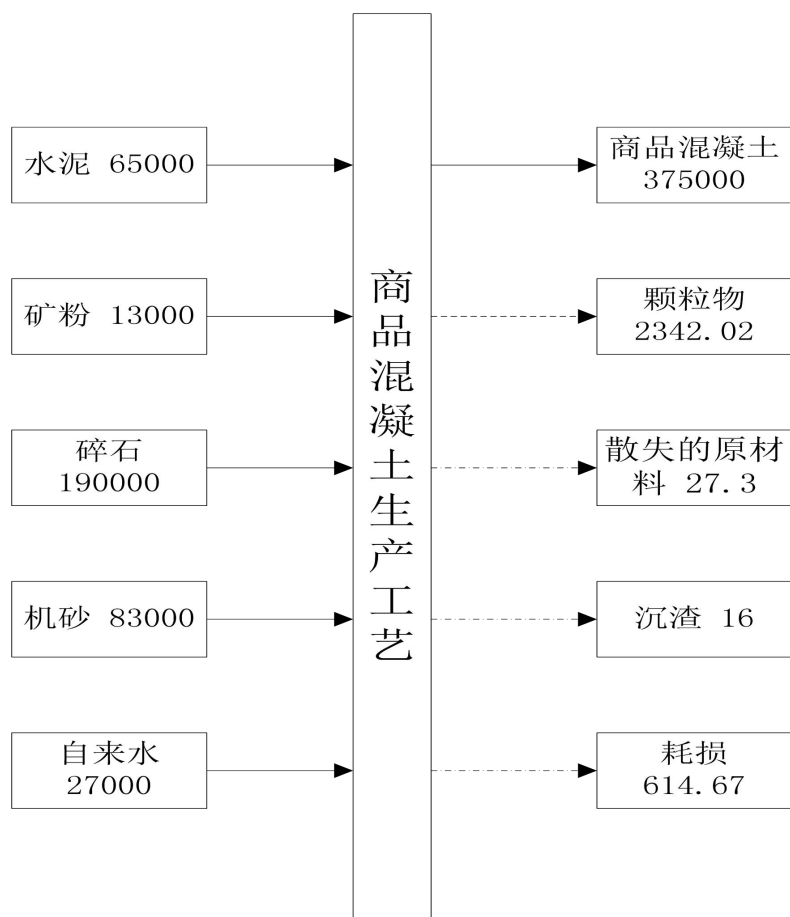 水泥 65000
矿粉 13000
碎石
190000
机砂 83000
自来水
27000
商品混凝土生产工艺
商品混凝土
375000
颗粒物
2342.02
散失的原材
料 27.3
沉渣 16
耗损
614.67